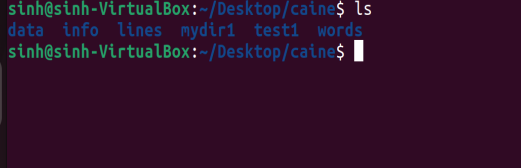 sinh@sinh-VirtualBox:~/Desktop/caine$ ls
data  info  lines  mydir1  test1  words
sinh@sinh-VirtualBox:~/Desktop/caine$